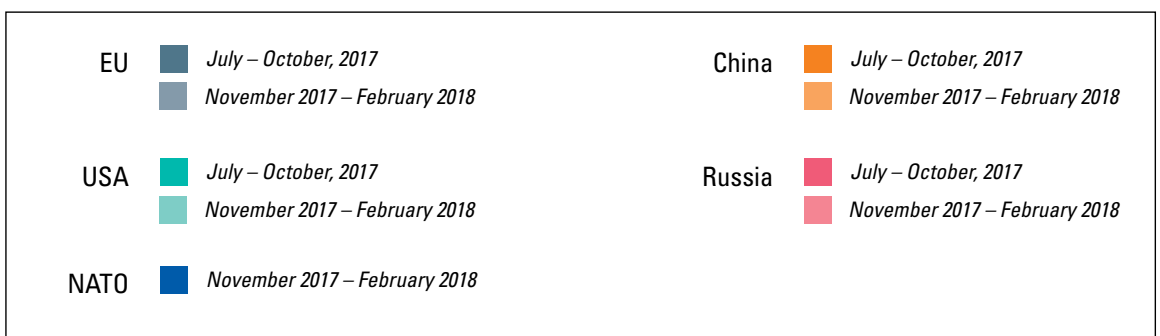 EU July – October, 2017
November 2017 – February 2018
USA July – October, 2017
November 2017 – February 2018
NATO November 2017 – February 2018
China July – October, 2017
November 2017 – February 2018
Russia July – October, 2017
November 2017 – February 2018